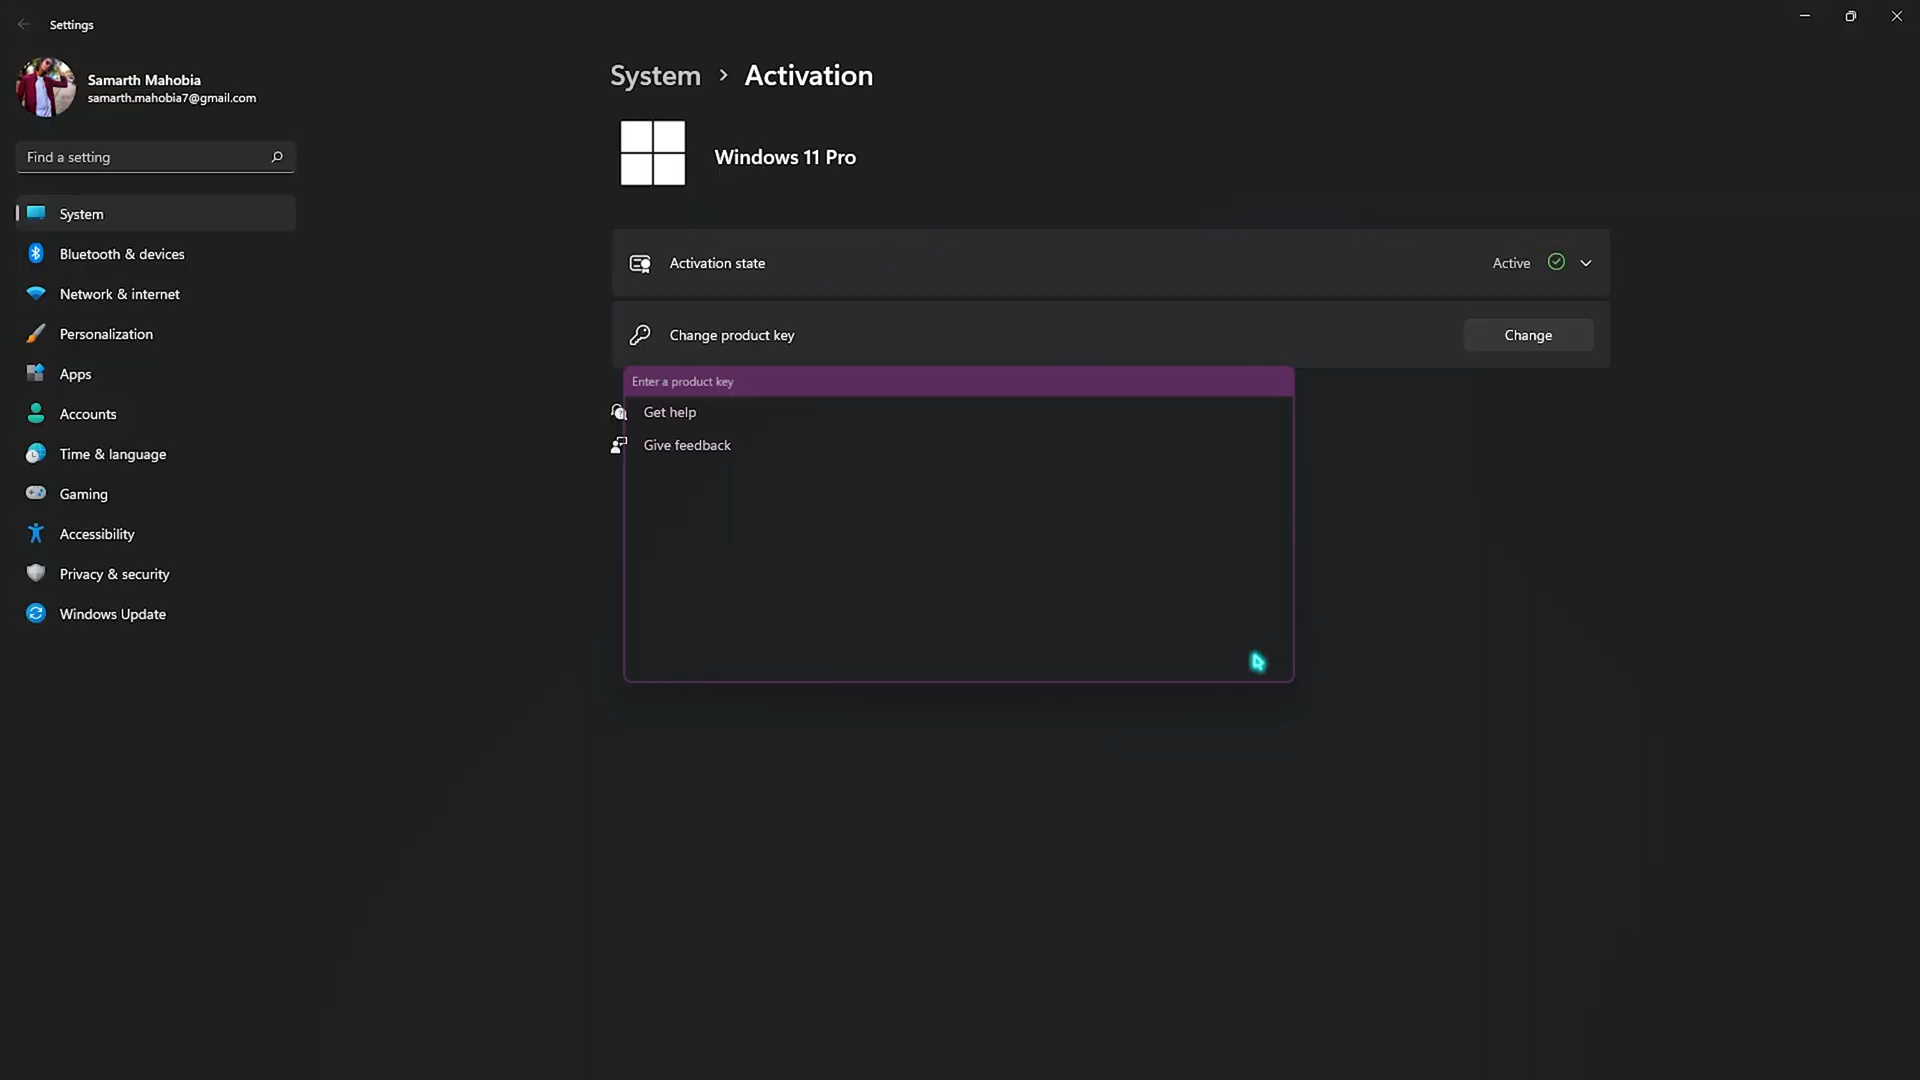 Settings
Samarth Mahobia
samarth.mahobia7@gmail.com
Find a setting
System
Bluetooth & devices
Network & internet
Personalization
Apps
Accounts
Time & language
Gaming
Accessibility
Privacy & security
Windows Update
System > Activation
Windows 11 Pro
Activation state
Active
Change product key
Change
Enter a product key
Get help
Give feedback